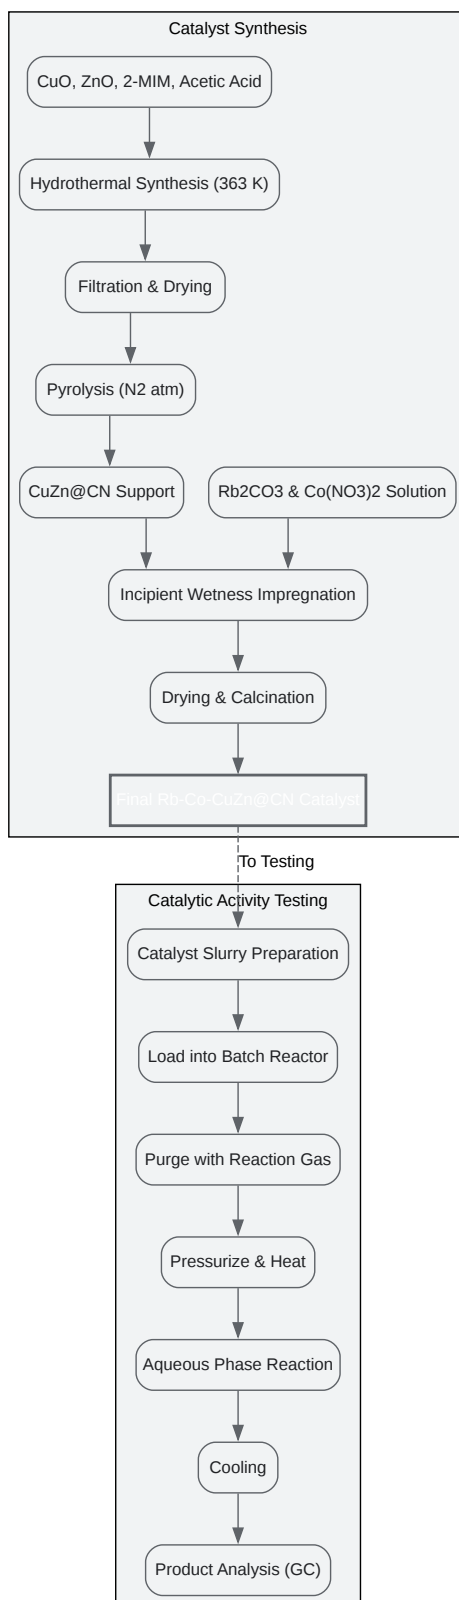 Catalyst Synthesis
CuO, ZnO, 2-MIM, Acetic Acid
Hydrothermal Synthesis (363 K)
Filtration & Drying
Pyrolysis (N2 atm)
CuZn@CN Support
Rb2CO3 & Co(NO3)2 Solution
Incipient Wetness Impregnation
Drying & Calcination
Final Rb-Co-CuZn@CN Catalyst
To Testing
Catalytic Activity Testing
Catalyst Slurry Preparation
Load into Batch Reactor
Purge with Reaction Gas
Pressurize & Heat
Aqueous Phase Reaction
Cooling
Product Analysis (GC)